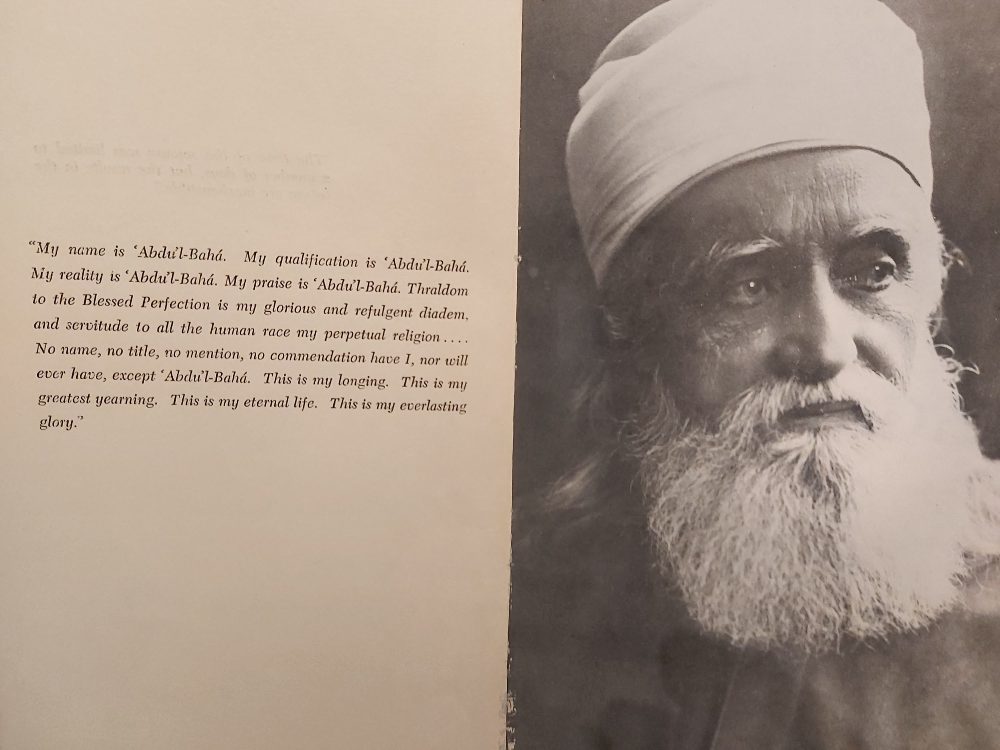 “My name is ‘Abdu’l-Bahá. My qualification is ‘Abdu’l-Bahá.
My reality is ‘Abdu’l-Bahá. My praise is ‘Abdu’l-Bahá. Thraldom
to the Blessed Perfection is my glorious and refulgent diadem,
and servitude to all the human race my perpetual religion . . . .
No name, no title, no mention, no commendation have I, nor will
ever have, except ‘Abdu’l-Bahá. This is my longing. This is my
greatest yearning. This is my eternal life. This is my everlasting
glory.”